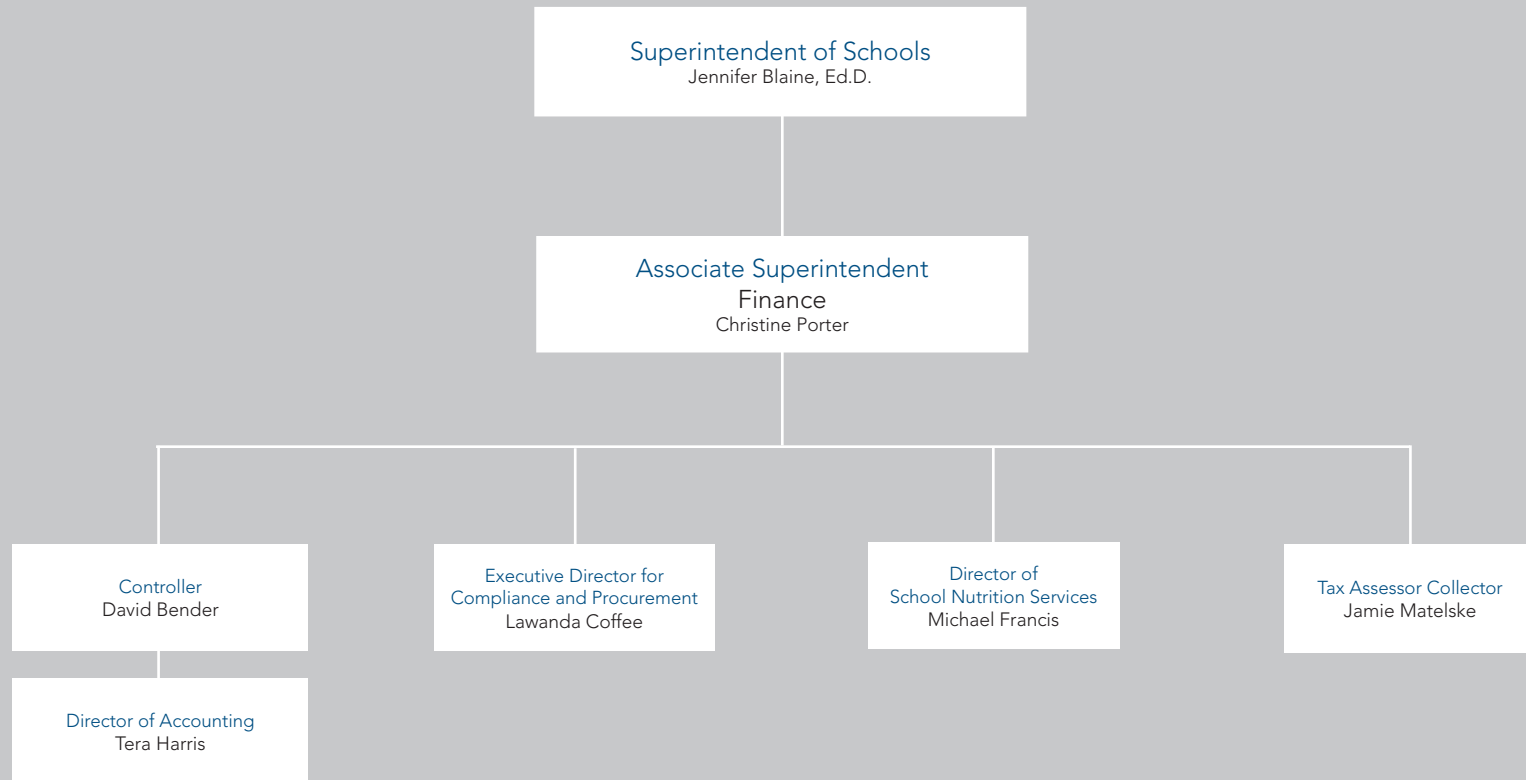 Superintendent of Schools
Jennifer Blaine, Ed.D.
Associate Superintendent
Finance
Christine Porter
Controller
David Bender
Executive Director for
Compliance and Procurement
Lawanda Coffee
Director of
School Nutrition Services
Michael Francis
Tax Assessor Collector
Jamie Matelske
Director of Accounting
Tera Harris